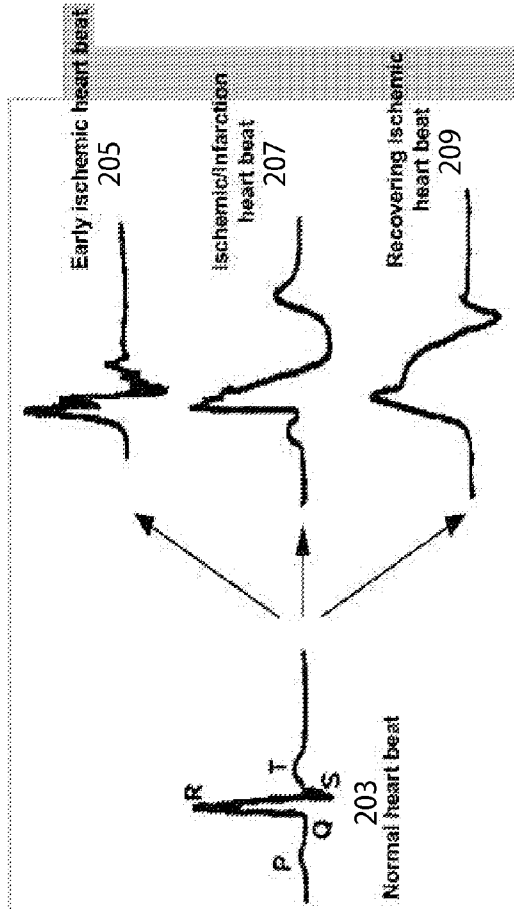 Early ischemic heart beat
205
Ischemic/Infarction
heart beat
207
Recovering Ischemic
heart beat
209
R
P
T
Q
S
203
Normal heart beat